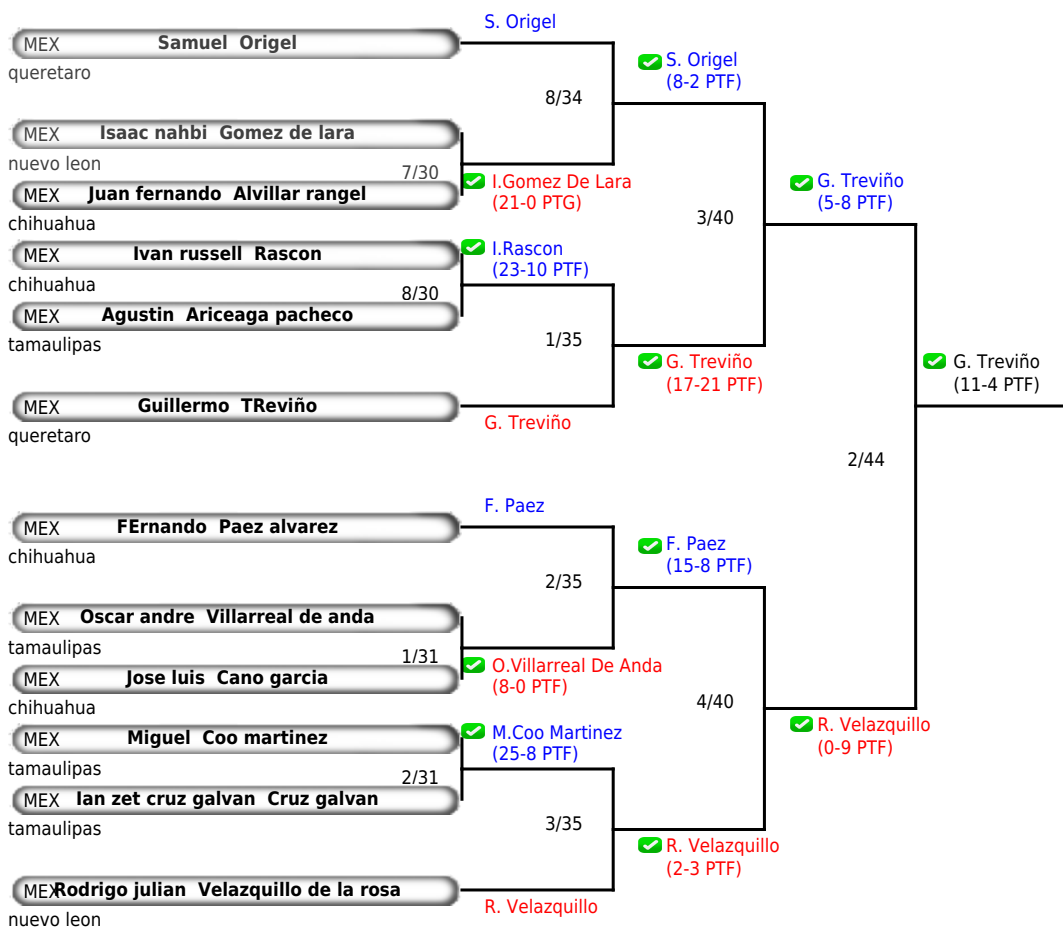 S. Origel
MEX Samuel Origel
queretaro
S. Origel
(8-2 PTF)
8/34
MEX Isaac nahbi Gomez de lara
nuevo leon
7/30
I.Gomez De Lara
(21-0 PTG)
MEX Juan fernando Alvillar rangel
chihuahua
G. Treviño
(5-8 PTF)
3/40
MEX Ivan russell Rascon
chihuahua
I.Rascon
(23-10 PTF)
8/30
MEX Agustin Ariceaga pacheco
tamaulipas
1/35
G. Treviño
(17-21 PTF)
G. Treviño
(11-4 PTF)
MEX Guillermo TReviño
queretaro
G. Treviño
2/44
F. Paez
MEX FErnando Paez alvarez
chihuahua
F. Paez
(15-8 PTF)
2/35
MEX Oscar andre Villarreal de anda
tamaulipas
1/31
O.Villarreal De Anda
(8-0 PTF)
MEX Jose luis Cano garcia
chihuahua
4/40
R. Velazquillo
(0-9 PTF)
MEX Miguel Coo martinez
tamaulipas
M.Coo Martinez
(25-8 PTF)
2/31
MEX Ian zet cruz galvan Cruz galvan
tamaulipas
3/35
R. Velazquillo
(2-3 PTF)
MEX Rodrigo julian Velazquillo de la rosa
nuevo leon
R. Velazquillo